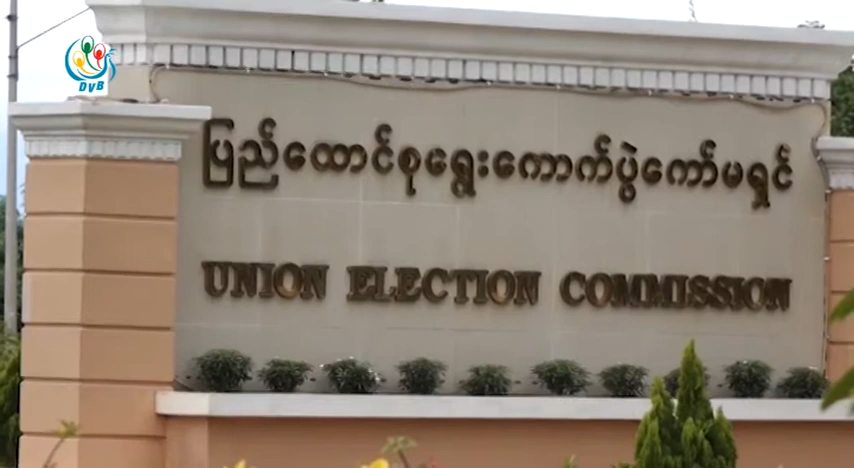 DVB
ပြည်ထောင်စုရွေးကောက်ပွဲကော်မရှင်
UNION ELECTION COMMISSION